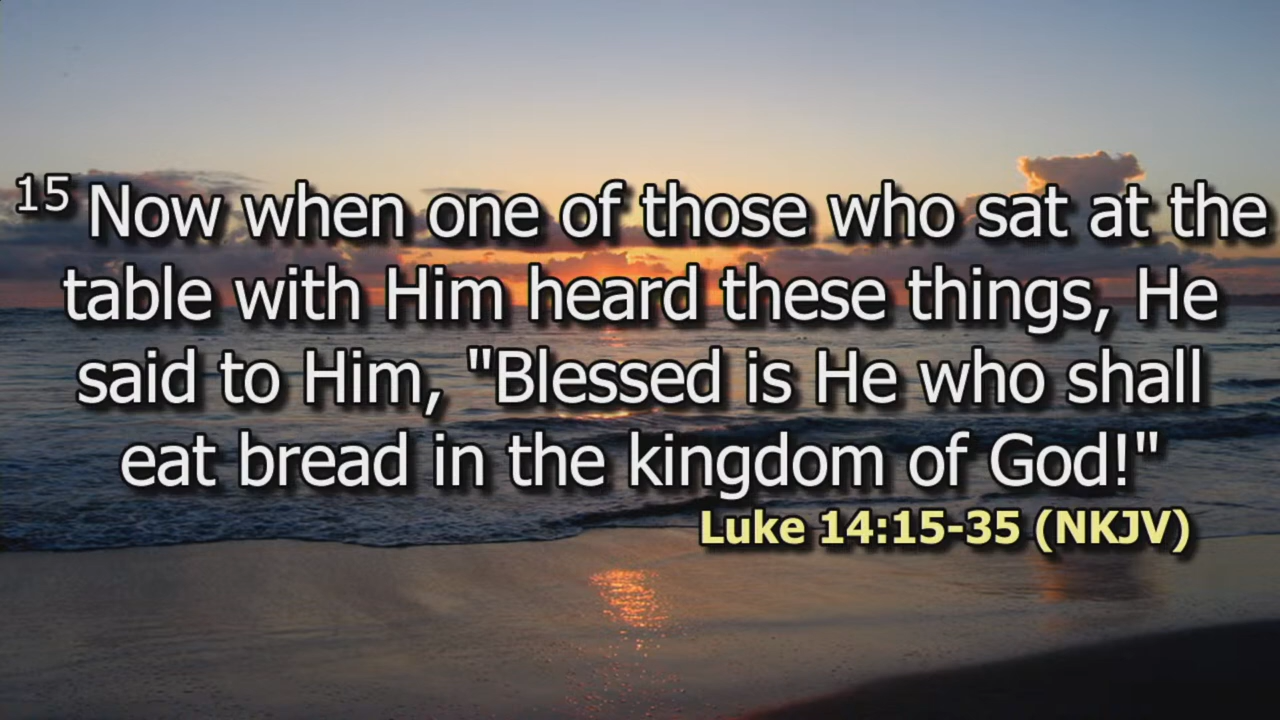 15 Now when one of those who sat at the
table with Him heard these things, He
said to Him, "Blessed is He who shall
eat bread in the kingdom of God!"
Luke 14:15-35 (NKJV)